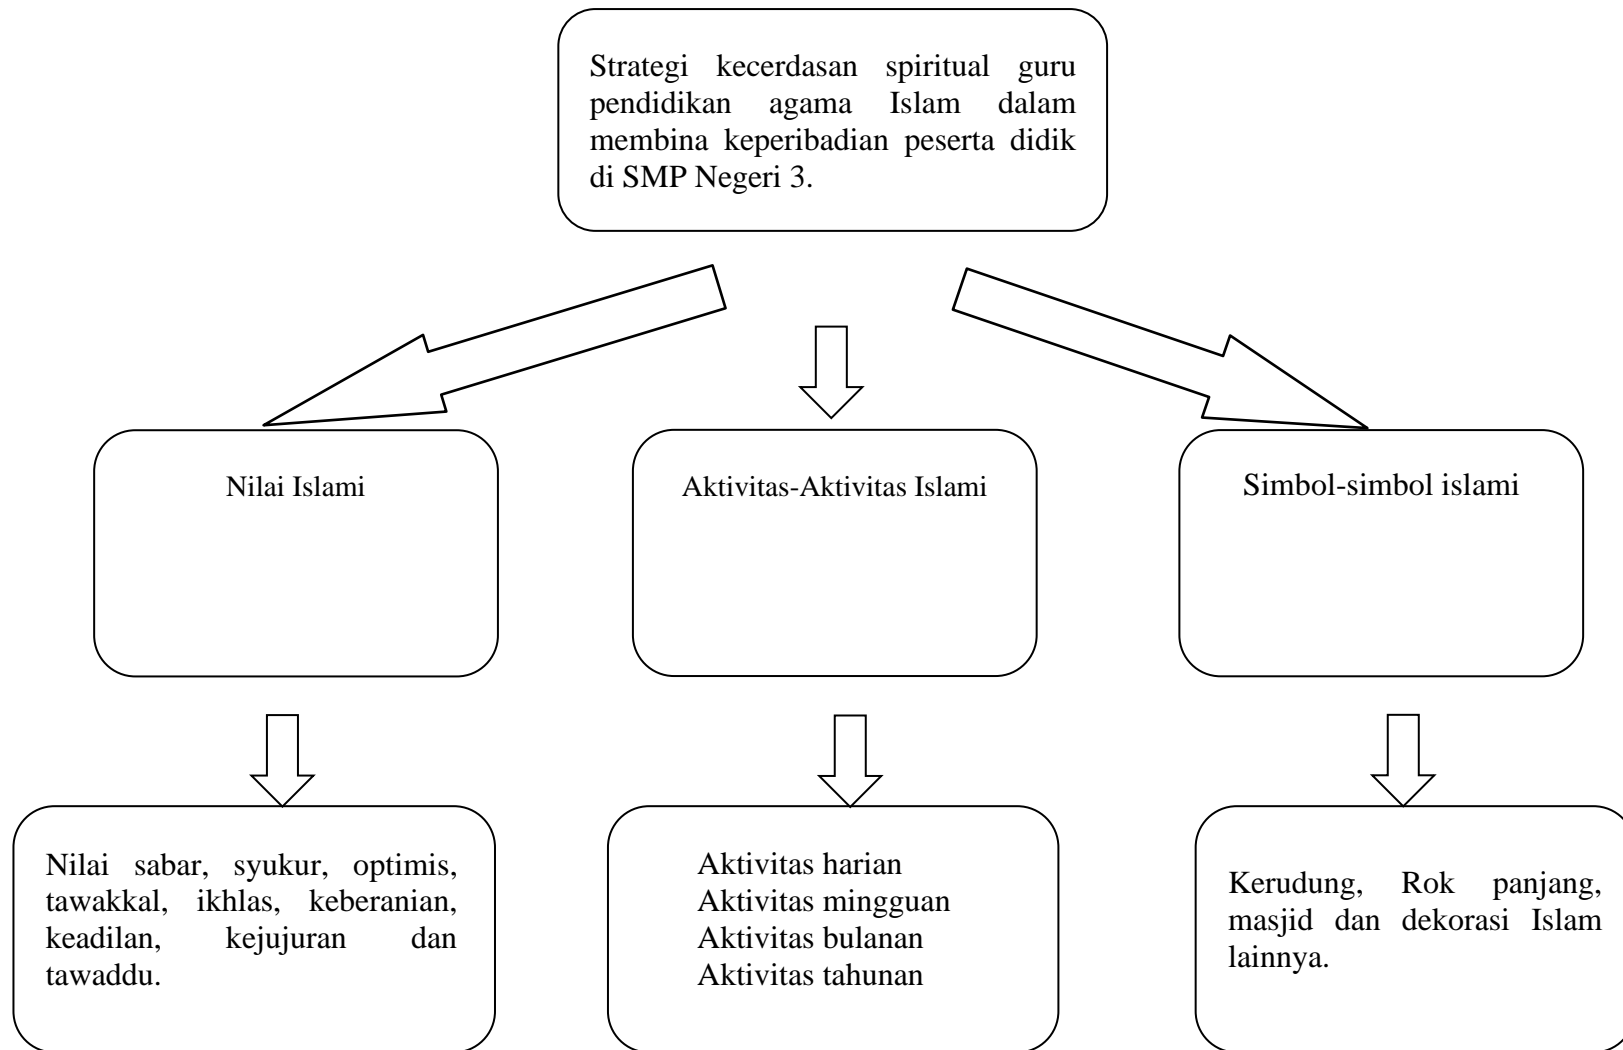 Strategi kecerdasan spiritual guru
pendidikan agama Islam dalam
membina keperibadian peserta didik
di SMP Negeri 3.
Nilai Islami
Aktivitas-Aktivitas Islami
Simbol-simbol islami
Nilai sabar, syukur, optimis,
tawakkal, ikhlas, keberanian,
keadilan, kejujuran dan
tawaddu.
Aktivitas harian
Aktivitas mingguan
Aktivitas bulanan
Aktivitas tahunan
Kerudung, Rok panjang,
masjid dan dekorasi Islam
lainnya.